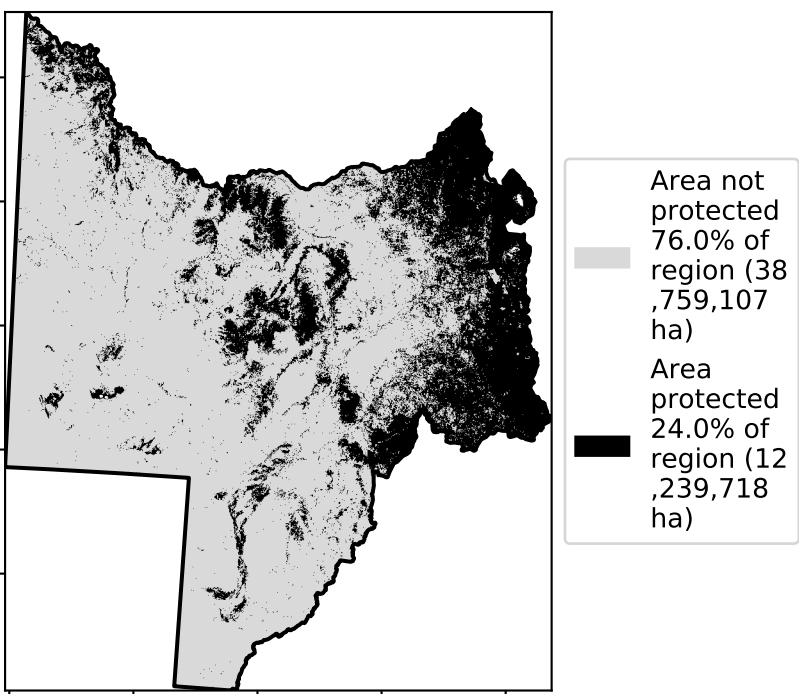 Area not
protected
76.0% of
region (38
,759,107
ha)
Area
protected
24.0% of
region (12
,239,718
ha)